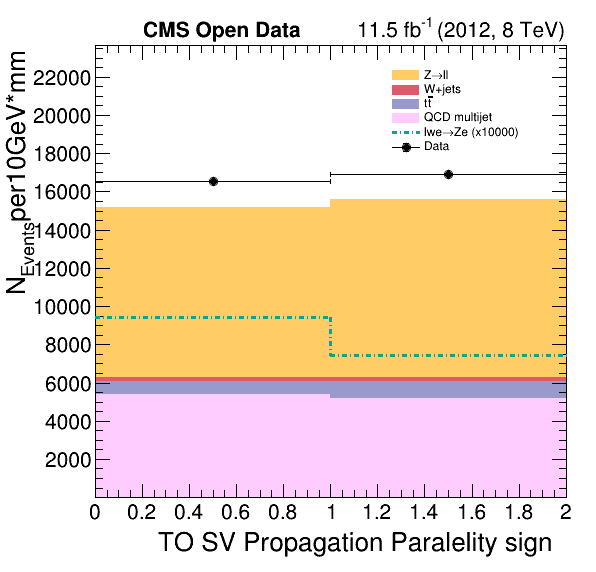 CMS Open Data
11.5 fb-1 (2012, 8 TeV)
NEvents per10GeV*mm
22000
20000
18000
16000
14000
12000
10000
8000
6000
4000
2000
Z→ll
W+jets
tt̄
QCD multijet
lwe→Ze (x10000)
Data
0 0.2 0.4 0.6 0.8 1 1.2 1.4 1.6 1.8 2
TO SV Propagation Paralelity sign